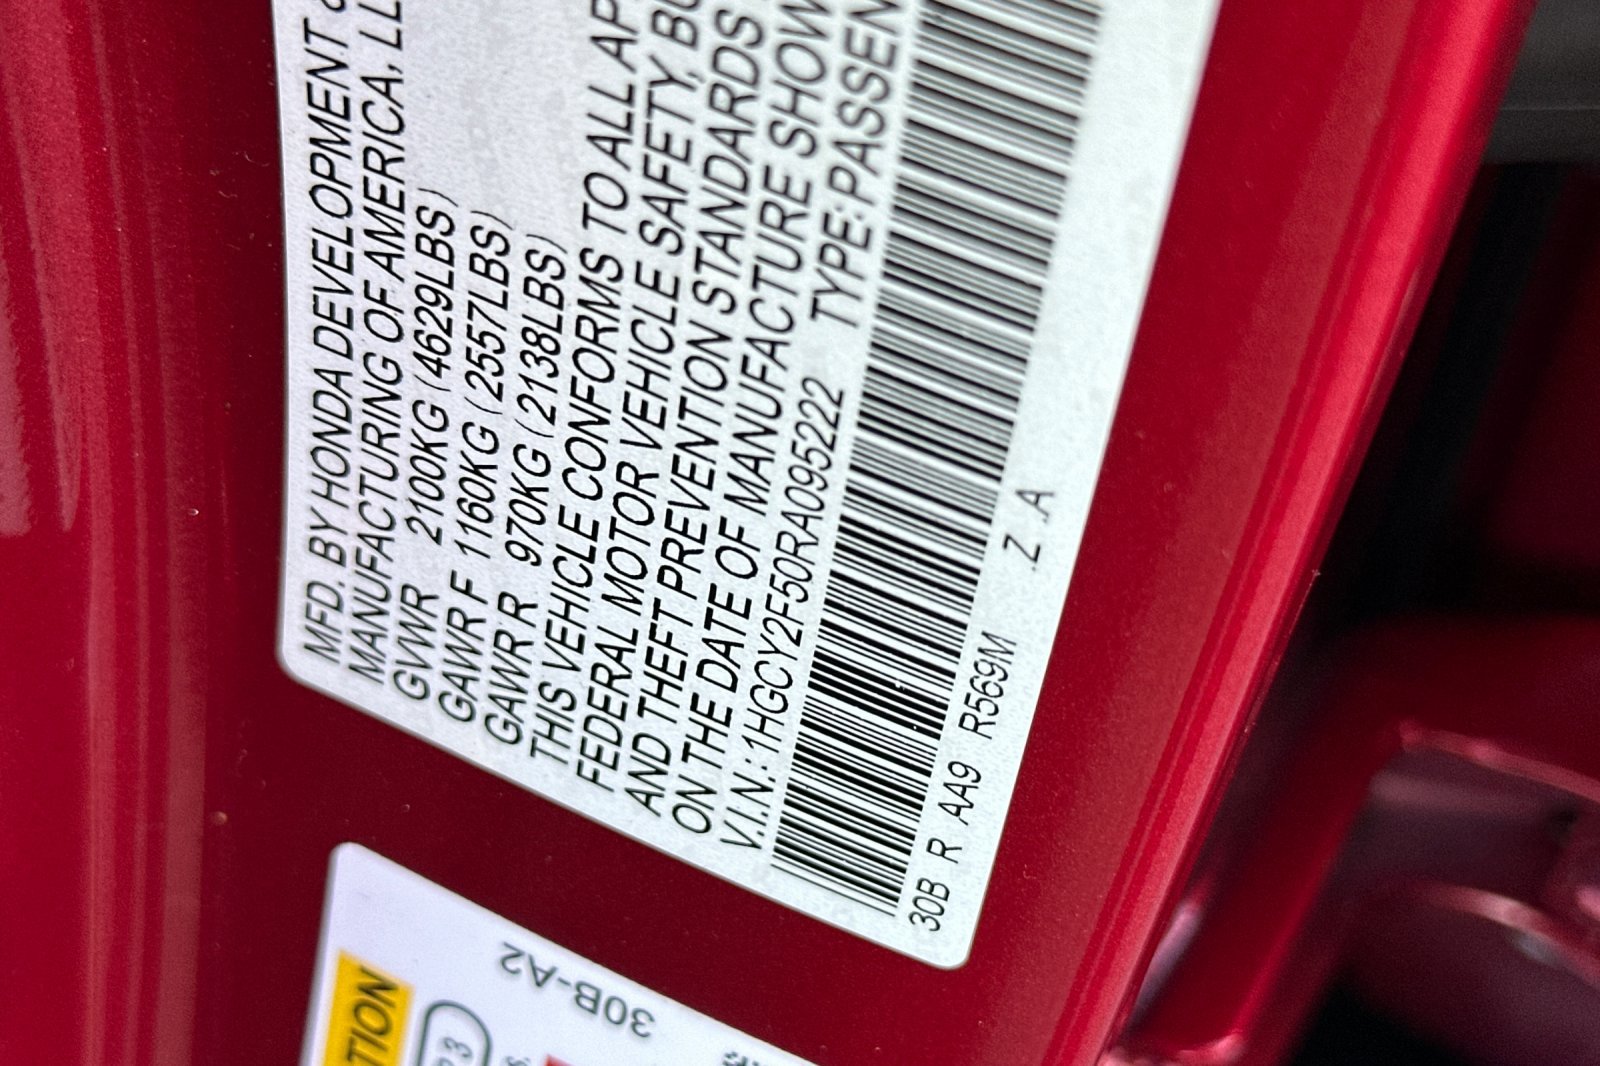 MFD. BY HONDA DEVELOPMENT &
MANUFACTURING OF AMERICA, LL
GVWR 2100KG (4629LBS)
GAWR F 1160KG (2557LBS)
GAWR R 970KG (2138LBS)
THIS VEHICLE CONFORMS TO ALL AP
FEDERAL MOTOR VEHICLE SAFETY, BU
AND THEFT PREVENTION STANDARDS
ON THE DATE OF MANUFACTURE SHOW
V.I.N.: 1HGCY2F50RA095222 TYPE: PASSEN
30B R AA9 R569M Z .A
30B-A2
TION